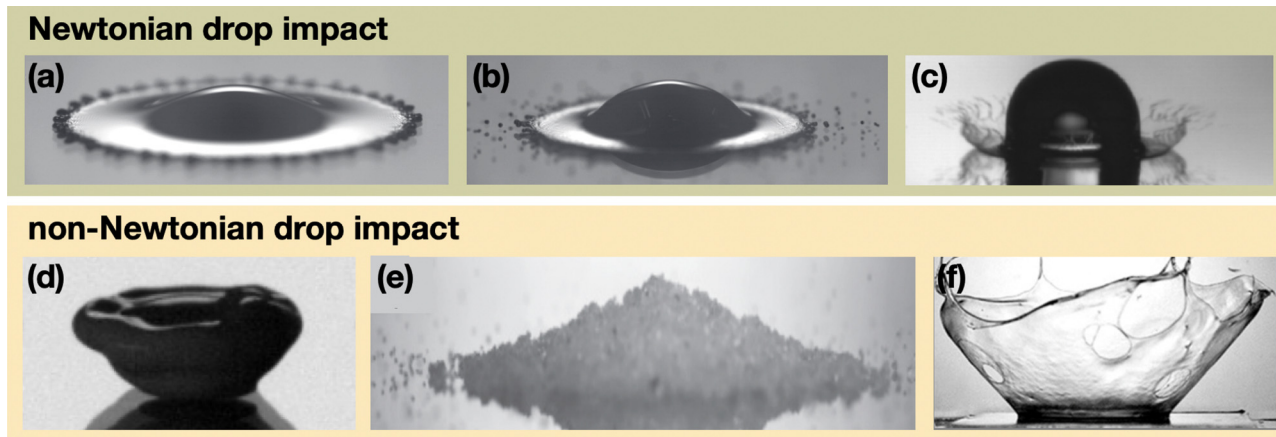 Newtonian drop impact
(a)
(b)
(c)
non-Newtonian drop impact
(d)
(e)
(f)